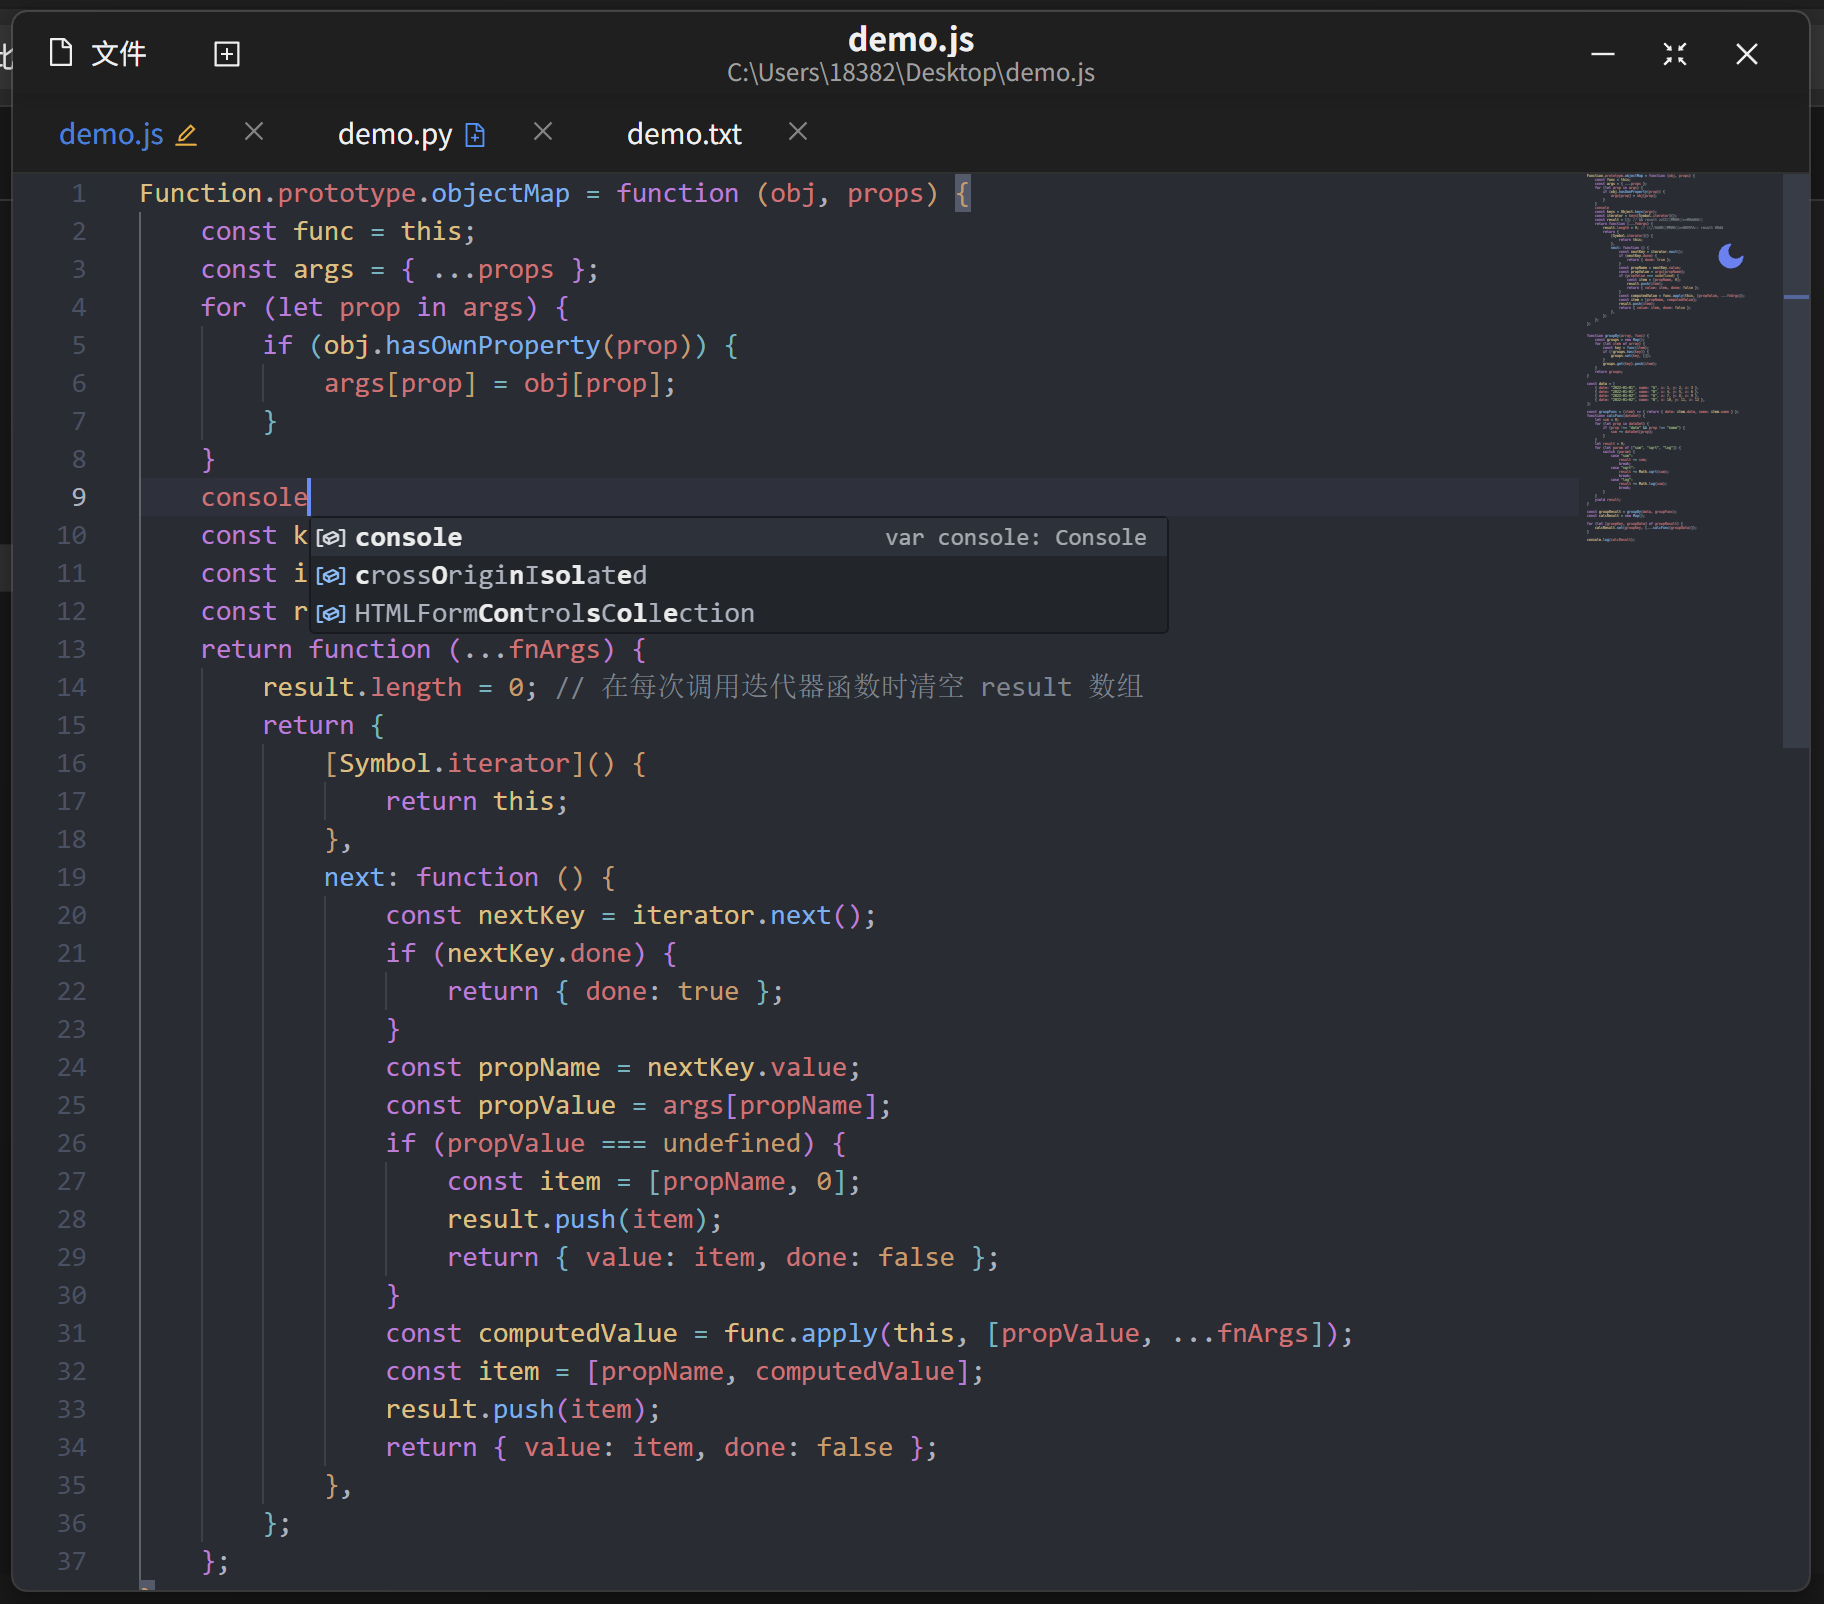 文件
demo.js
C:\Users\18382\Desktop\demo.js
demo.js
demo.py
demo.txt
1 Function.prototype.objectMap = function (obj, props) {
2 const func = this;
3 const args = { ...props };
4 for (let prop in args) {
5 if (obj.hasOwnProperty(prop)) {
6 args[prop] = obj[prop];
7 }
8 }
9 console
10 const k
console var console: Console
11 const i
crossOriginIsolated
12 const r
HTMLFormControlsCollection
13 return function (...fnArgs) {
14 result.length = 0; // 在每次调用迭代器函数时清空 result 数组
15 return {
16 [Symbol.iterator]() {
17 return this;
18 },
19 next: function () {
20 const nextKey = iterator.next();
21 if (nextKey.done) {
22 return { done: true };
23 }
24 const propName = nextKey.value;
25 const propValue = args[propName];
26 if (propValue === undefined) {
27 const item = [propName, 0];
28 result.push(item);
29 return { value: item, done: false };
30 }
31 const computedValue = func.apply(this, [propValue, ...fnArgs]);
32 const item = [propName, computedValue];
33 result.push(item);
34 return { value: item, done: false };
35 },
36 };
37 };